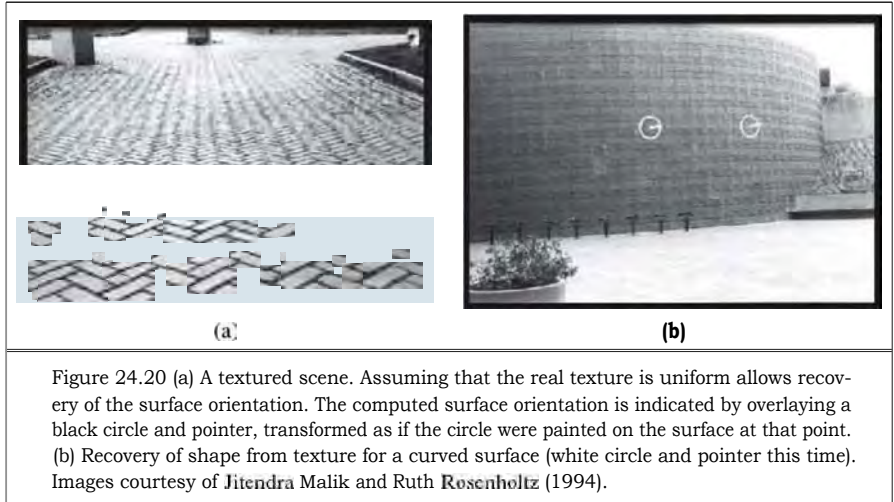 (a)
(b)
Figure 24.20 (a) A textured scene. Assuming that the real texture is uniform allows recov-
ery of the surface orientation. The computed surface orientation is indicated by overlaying a
black circle and pointer, transformed as if the circle were painted on the surface at that point.
(b) Recovery of shape from texture for a curved surface (white circle and pointer this time).
Images courtesy of Jitendra Malik and Ruth Rosenholtz (1994).